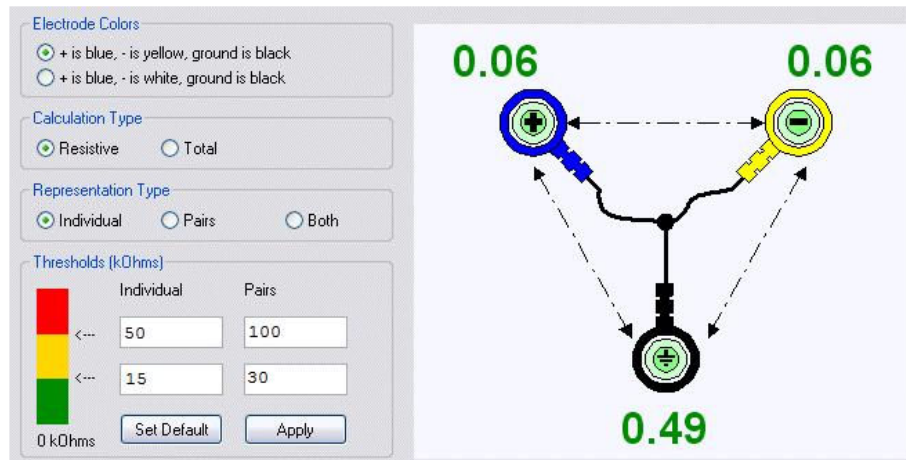 Electrode Colors
+ is blue, - is yellow, ground is black
+ is blue, - is white, ground is black
Calculation Type
Resistive Total
Representation Type
Individual Pairs Both
Thresholds (kOhms)
Individual Pairs
<--- 50 100
<--- 15 30
0 kOhms Set Default Apply
0.06 0.06
+ -
0.49